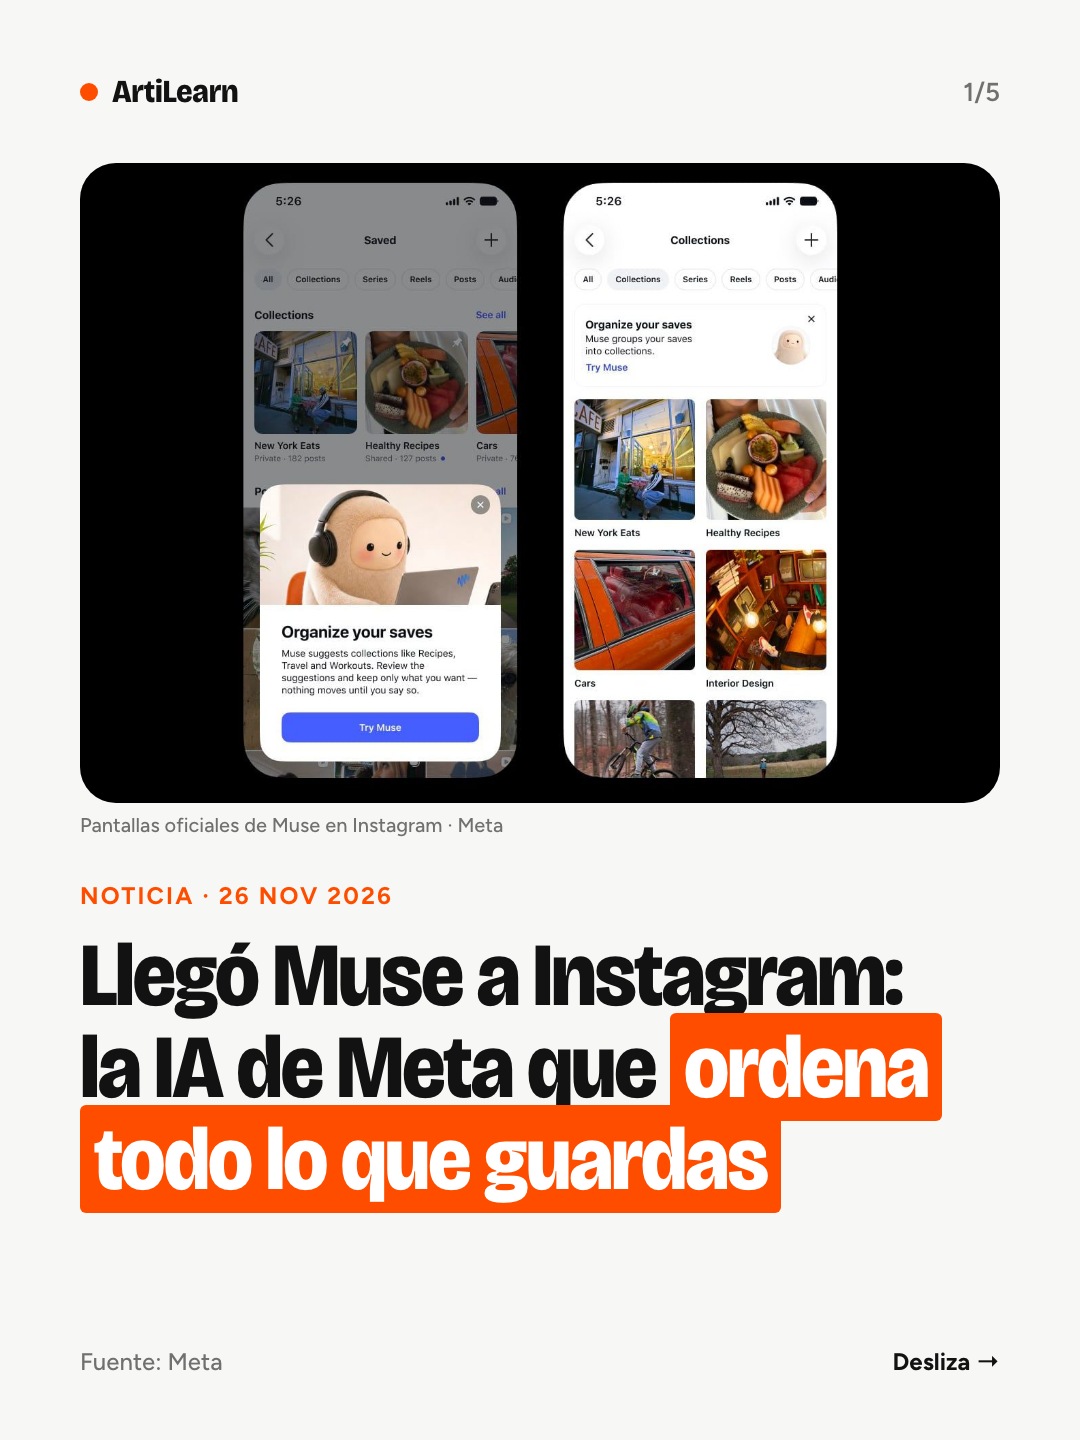 ArtiLearn
1/5
5:26
Saved
All Collections Series Reels Posts
Collections See all
CAFE
New York Eats Healthy Recipes Cars
Private · 182 posts Shared · 127 posts Private ·
Organize your saves
Muse suggests collections like Recipes,
Travel and Workouts. Review the
suggestions and keep only what you want —
nothing moves until you say so.
Try Muse
5:26
Collections
All Collections Series Reels Posts
Organize your saves
Muse groups your saves
into collections.
Try Muse
CAFE
New York Eats Healthy Recipes
Cars Interior Design
Pantallas oficiales de Muse en Instagram · Meta
NOTICIA · 26 NOV 2026
Llegó Muse a Instagram:
la IA de Meta que ordena
todo lo que guardas
Fuente: Meta
Desliza →